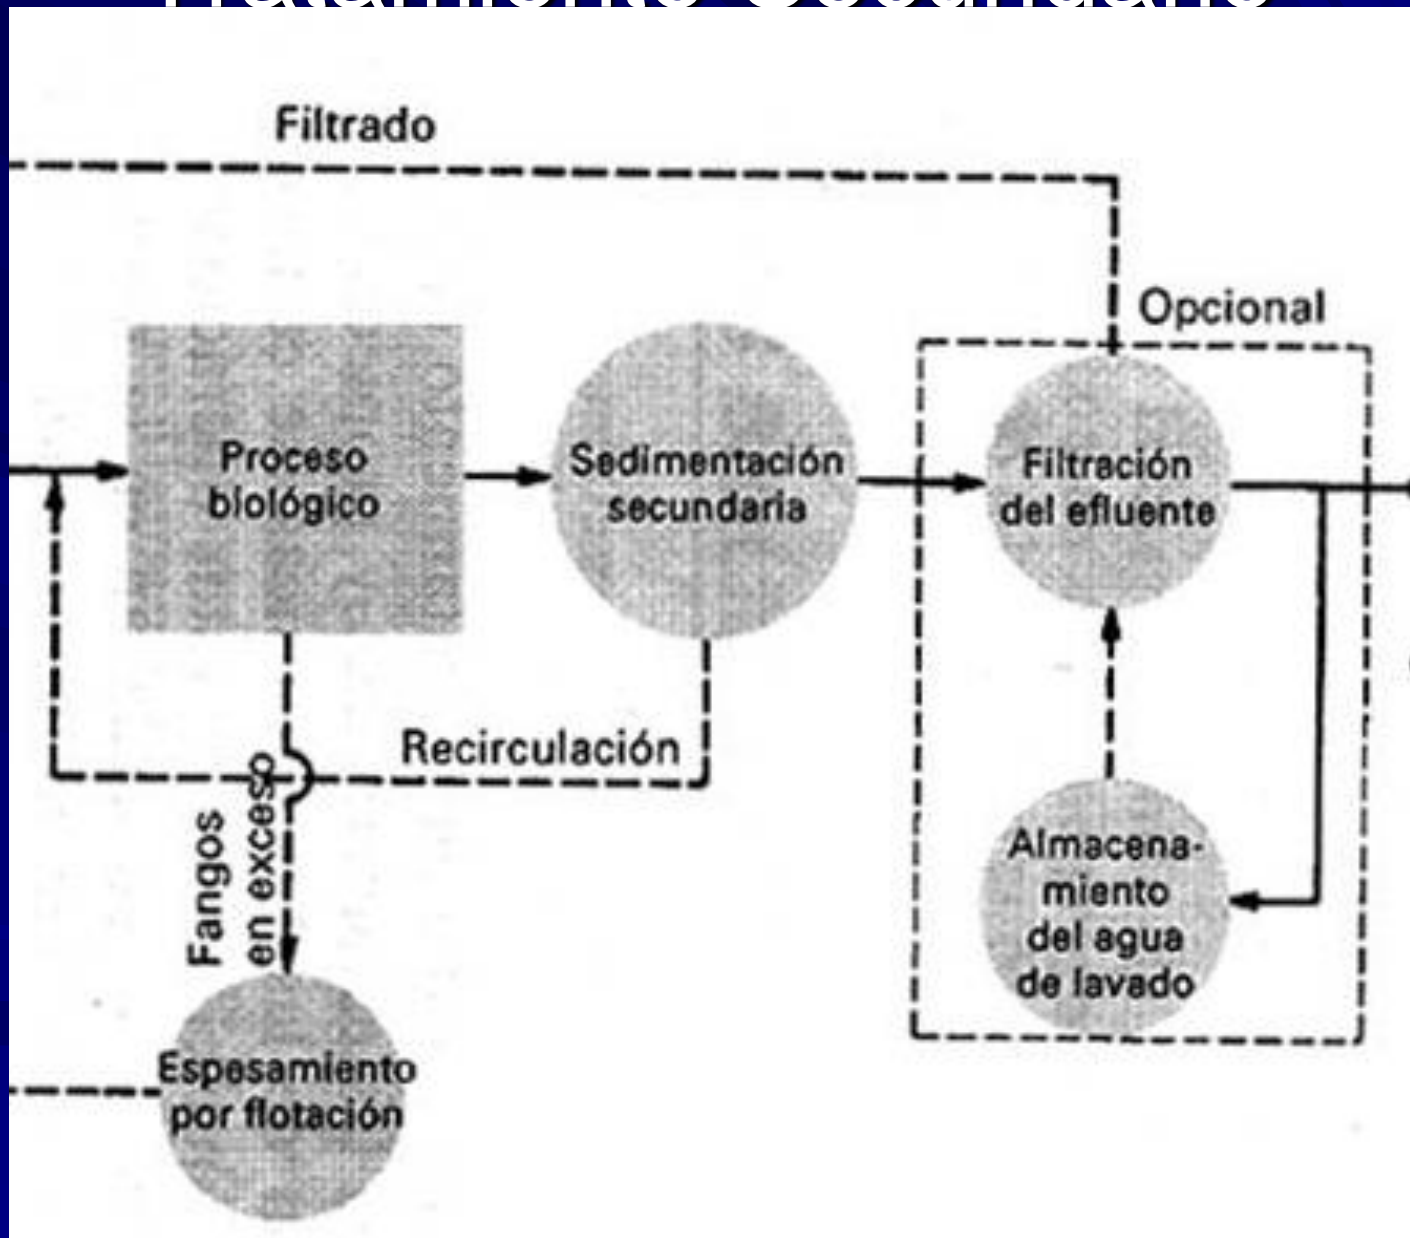 Filtrado
Opcional
Proceso
biológico
Sedimentación
secundaria
Filtración
del efluente
Recirculación
Fangos
en exceso
Almacena-
miento
del agua
de lavado
Espesamiento
por flotación